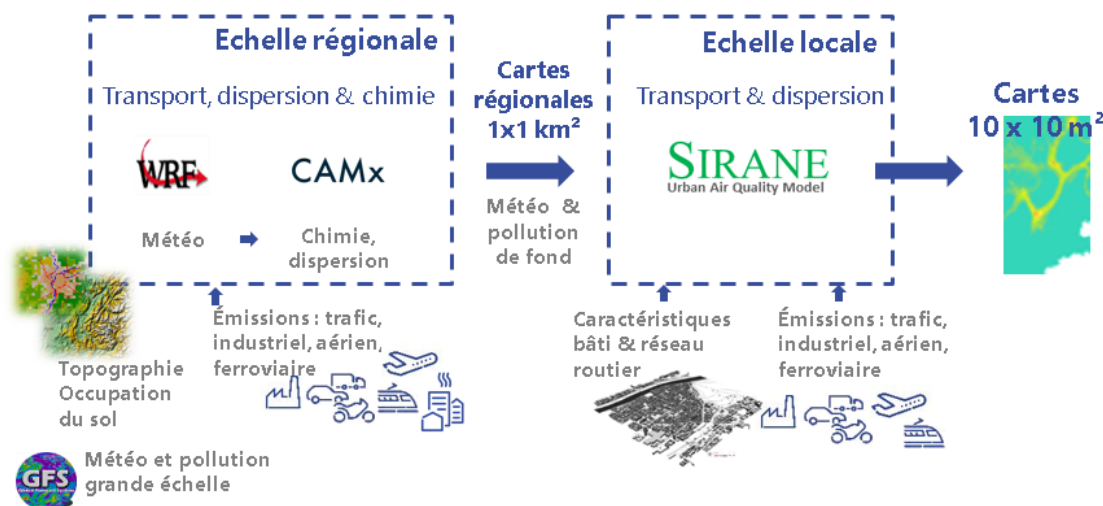 Echelle régionale
Transport, dispersion & chimie
WRF
CAMx
Météo
Chimie,
dispersion
Cartes
régionales
1x1 km²
Météo &
pollution
de fond
Echelle locale
Transport & dispersion
SIRANE
Urban Air Quality Model
Cartes
10 x 10 m²
Topographie
Occupation
du sol
Émissions : trafic,
industriel, aérien,
ferroviaire
Caractéristiques
bâti & réseau
routier
Émissions : trafic,
industriel, aérien,
ferroviaire
GFS
Météo et pollution
grande échelle